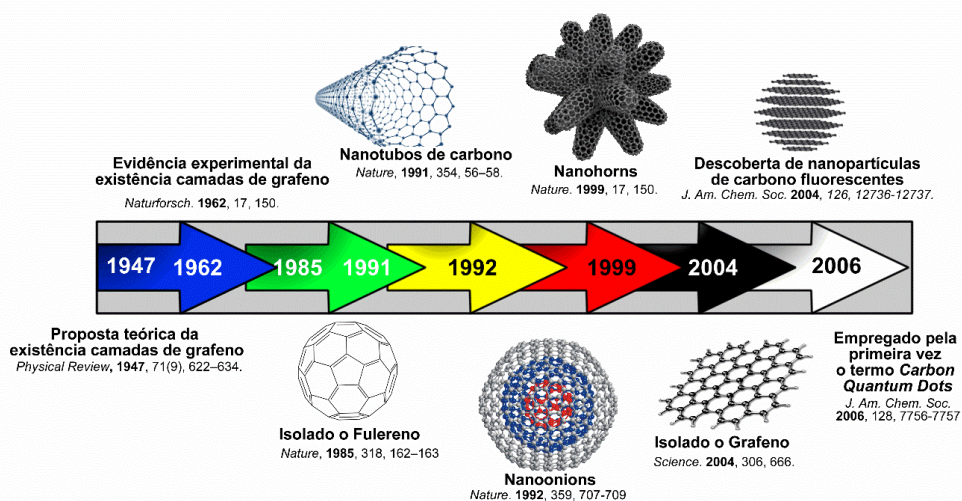 Evidência experimental da
existência camadas de grafeno
Naturforsch. 1962, 17, 150.
Nanotubos de carbono
Nature, 1991, 354, 56–58.
Nanohorns
Nature. 1999, 17, 150.
Descoberta de nanopartículas
de carbono fluorescentes
J. Am. Chem. Soc. 2004, 126, 12736-12737.
1947 1962 1985 1991 1992 1999 2004 2006
Proposta teórica da
existência camadas de grafeno
Physical Review, 1947, 71(9), 622–634.
Isolado o Fulereno
Nature, 1985, 318, 162–163
Nanoonions
Nature. 1992, 359, 707-709
Isolado o Grafeno
Science. 2004, 306, 666.
Empregado pela
primeira vez
o termo Carbon
Quantum Dots
J. Am. Chem. Soc.
2006, 128, 7756-7757